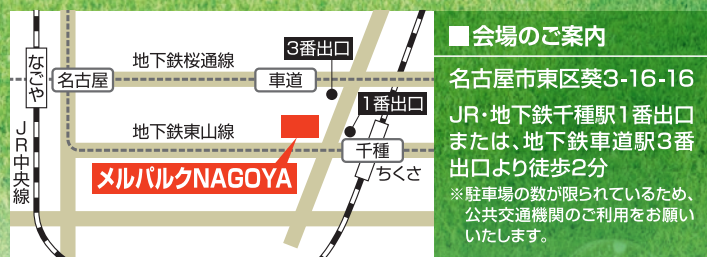 なごや
名古屋
地下鉄桜通線
車道
3番出口
1番出口
地下鉄東山線
千種
ちくさ
メルパルクNAGOYA
JR中央線
■会場のご案内
名古屋市東区葵3-16-16
JR・地下鉄千種駅1番出口
または、地下鉄車道駅3番
出口より徒歩2分
※駐車場の数が限られているため、
公共交通機関のご利用をお願い
いたします。